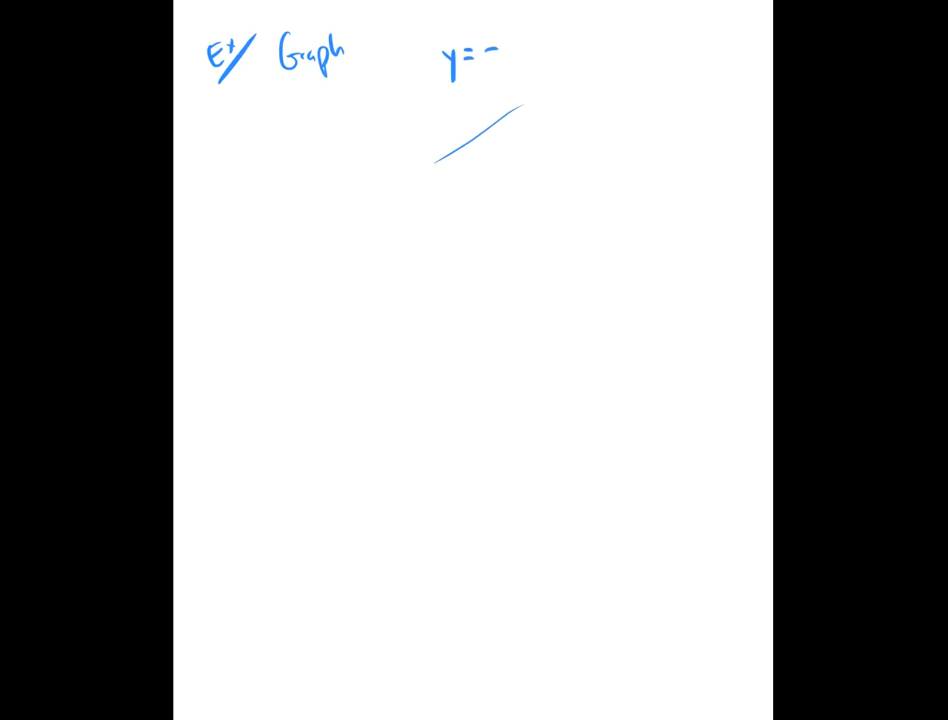 Ex/ Graph y = -